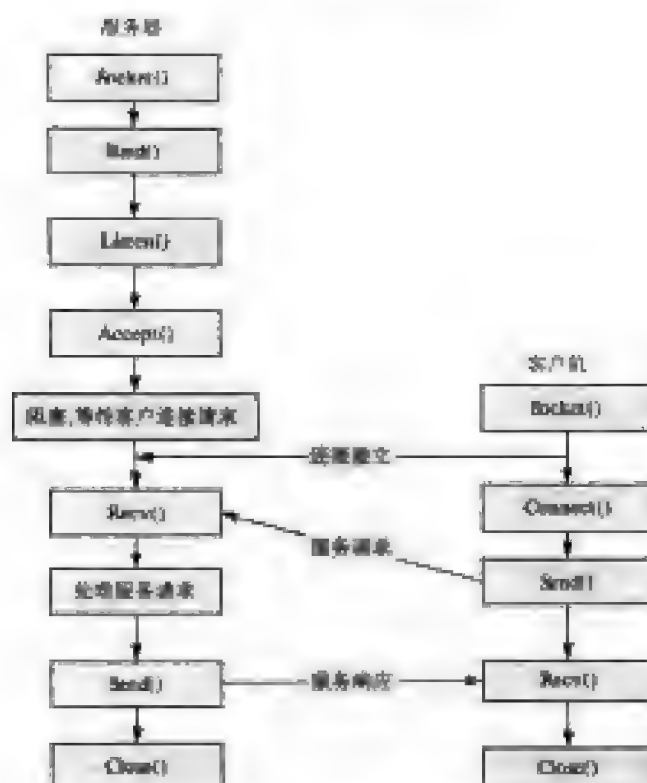 服务器
Socket()
Bind()
Listen()
Accept()
阻塞,等待客户连接请求
Recv()
处理服务请求
Send()
Close()
连接建立
服务请求
服务响应
客户机
Socket()
Connect()
Send()
Recv()
Close()